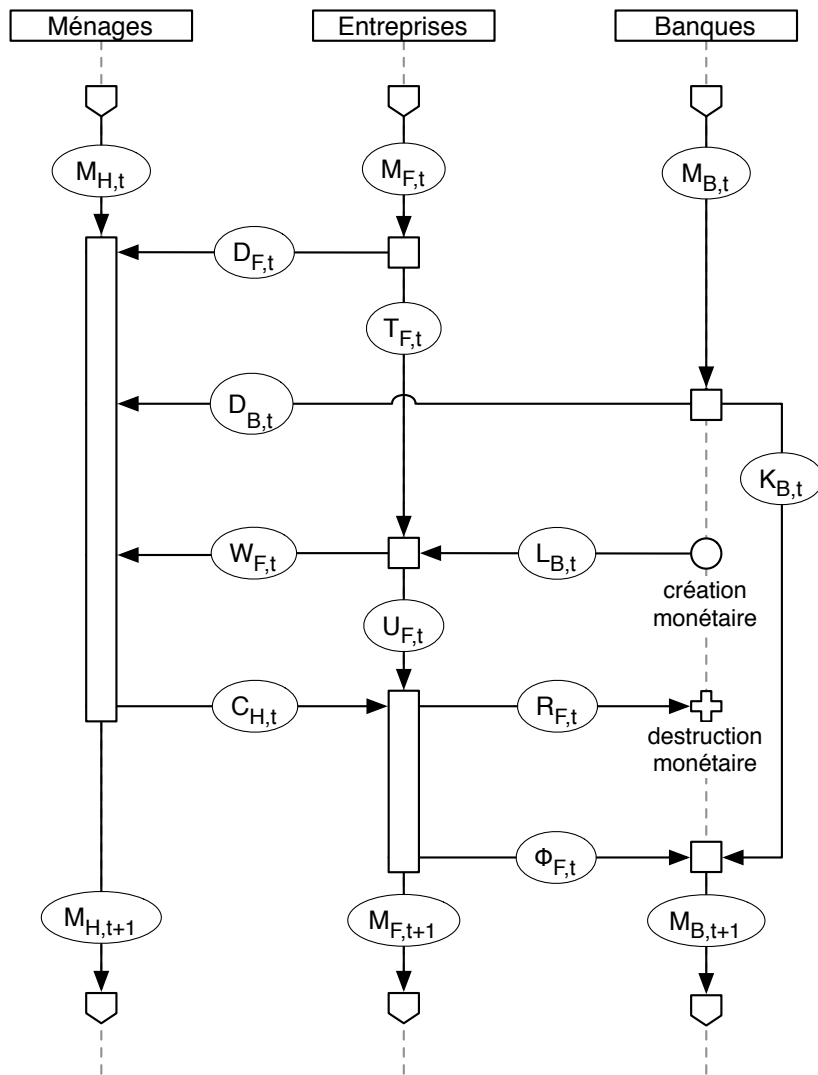 Ménages Entreprises Banques
M_H,t M_F,t M_B,t
D_F,t
T_F,t
D_B,t
K_B,t
W_F,t L_B,t
création
monétaire
U_F,t
C_H,t R_F,t
destruction
monétaire
Φ_F,t
M_H,t+1 M_F,t+1 M_B,t+1